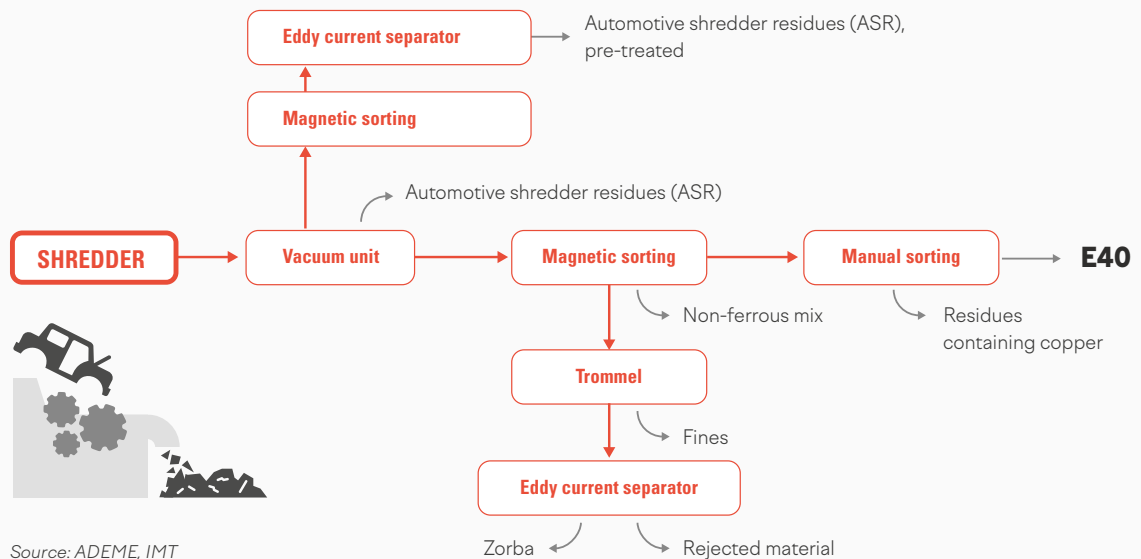 Eddy current separator
Automotive shredder residues (ASR),
pre-treated
Magnetic sorting
Automotive shredder residues (ASR)
SHREDDER
Vacuum unit
Magnetic sorting
Manual sorting
E40
Non-ferrous mix
Residues
containing copper
Trommel
Fines
Eddy current separator
Zorba
Rejected material
Source: ADEME, IMT